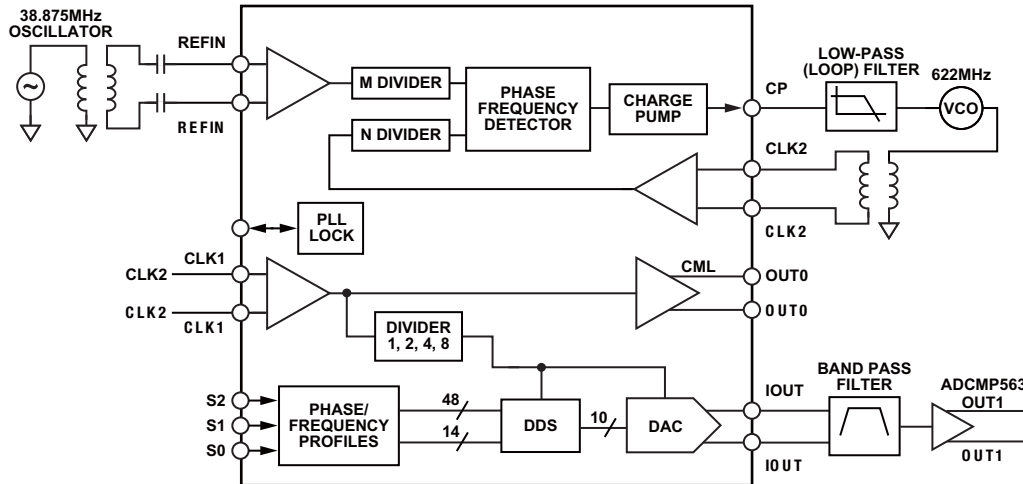 38.875MHz
OSCILLATOR
REFIN
REFIN
M DIVIDER
N DIVIDER
PHASE
FREQUENCY
DETECTOR
CHARGE
PUMP
CP
LOW-PASS
(LOOP) FILTER
622MHz
VCO
CLK2
CLK2
PLL
LOCK
CLK1
CLK2
CLK2
CLK1
CML
OUT0
OUT0
DIVIDER
1, 2, 4, 8
S2
S1
S0
PHASE/
FREQUENCY
PROFILES
48
14
DDS
10
DAC
IOUT
IOUT
BAND PASS
FILTER
ADCMP563
OUT1
OUT1